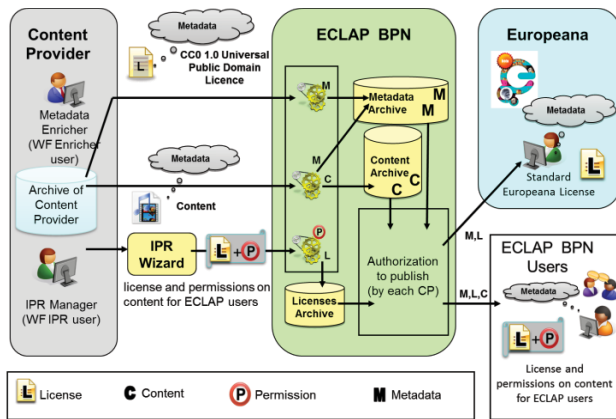 Content
Provider
Metadata
Enricher
(WF Enricher
user)
Archive of
Content
Provider
IPR Manager
(WF IPR user)
Metadata
CC0 1.0 Universal
Public Domain
Licence
L
Metadata
Content
IPR
Wizard
L + P
license and permissions on
content for ECLAP users
ECLAP BPN
M
Metadata
Archive
M
M
M
C
Content
Archive
C
C
P
L
Licenses
Archive
Authorization
to publish
(by each CP)
M,L
M,L,C
Europeana
e
Metadata
L
Standard
Europeana License
ECLAP BPN
Users
Metadata
L + P
License and
permissions on content
for ECLAP users
L License
C Content
P Permission
M Metadata